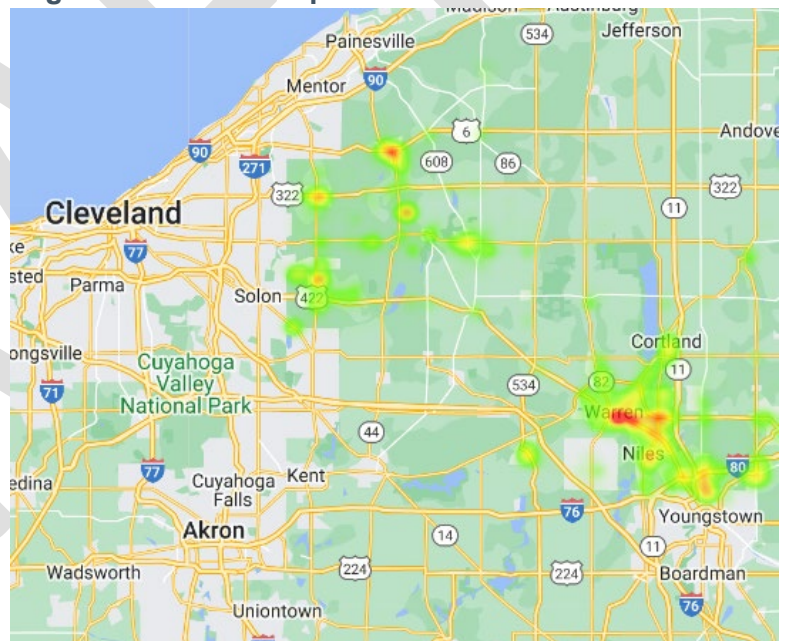 Painesville
534
Jefferson
90
Mentor
6
90
271
608
86
322
322
Cleveland
11
77
Parma
Solon
422
Cortland
Cuyahoga
Valley
National Park
11
82
534
71
Warren
44
Niles
80
77
Cuyahoga
Falls
Kent
76
Akron
Youngstown
14
11
Wadsworth
224
224
Boardman
76
Uniontown